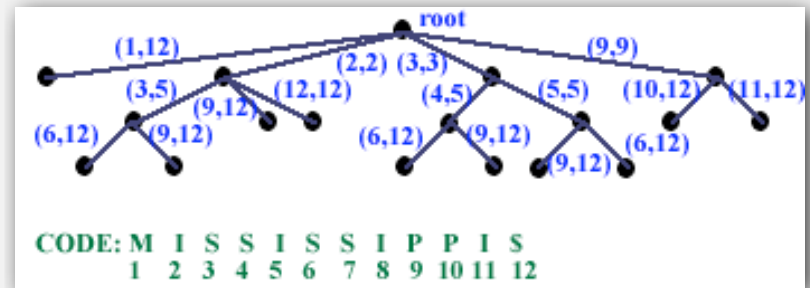 root
(1,12) (2,2) (3,3) (9,9)
(3,5) (9,12) (12,12) (4,5) (5,5) (10,12) (11,12)
(6,12) (9,12) (6,12) (9,12) (9,12) (6,12)
CODE: M I S S I S S I P P I S
1 2 3 4 5 6 7 8 9 10 11 12